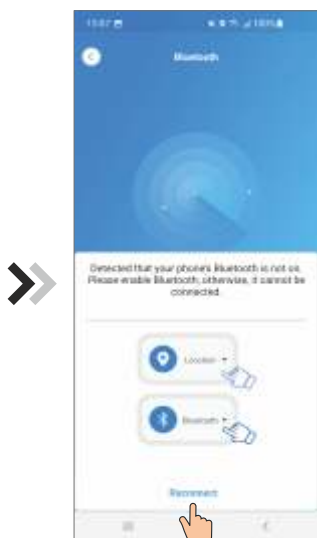 Bluetooth
Detected that your phone's Bluetooth is not on.
Please enable Bluetooth, otherwise, it cannot be
connected.
Location
Bluetooth
Reconnect